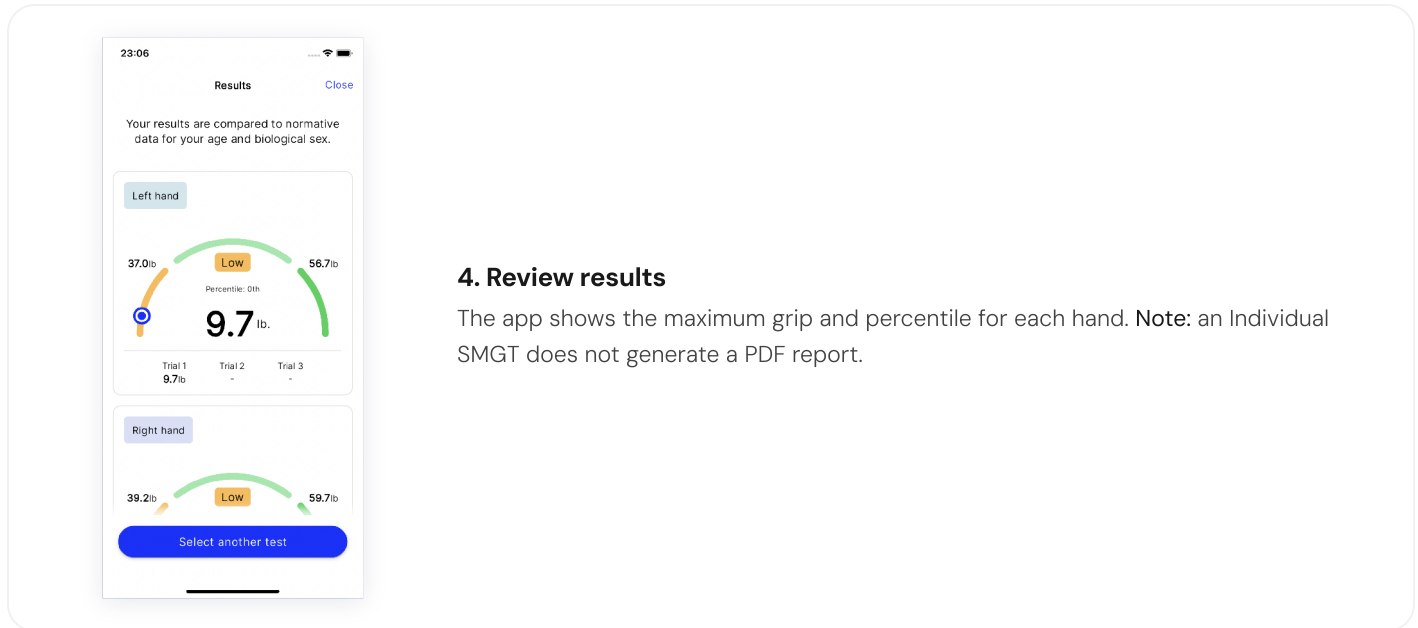 23:06
Results
Close
Your results are compared to normative
data for your age and biological sex.
Left hand
37.0lb
Low
56.7lb
Percentile: 0th
9.7 lb.
Trial 1 Trial 2 Trial 3
9.7lb - -
Right hand
39.2lb
Low
59.7lb
Select another test
4. Review results
The app shows the maximum grip and percentile for each hand. Note: an Individual
SMGT does not generate a PDF report.